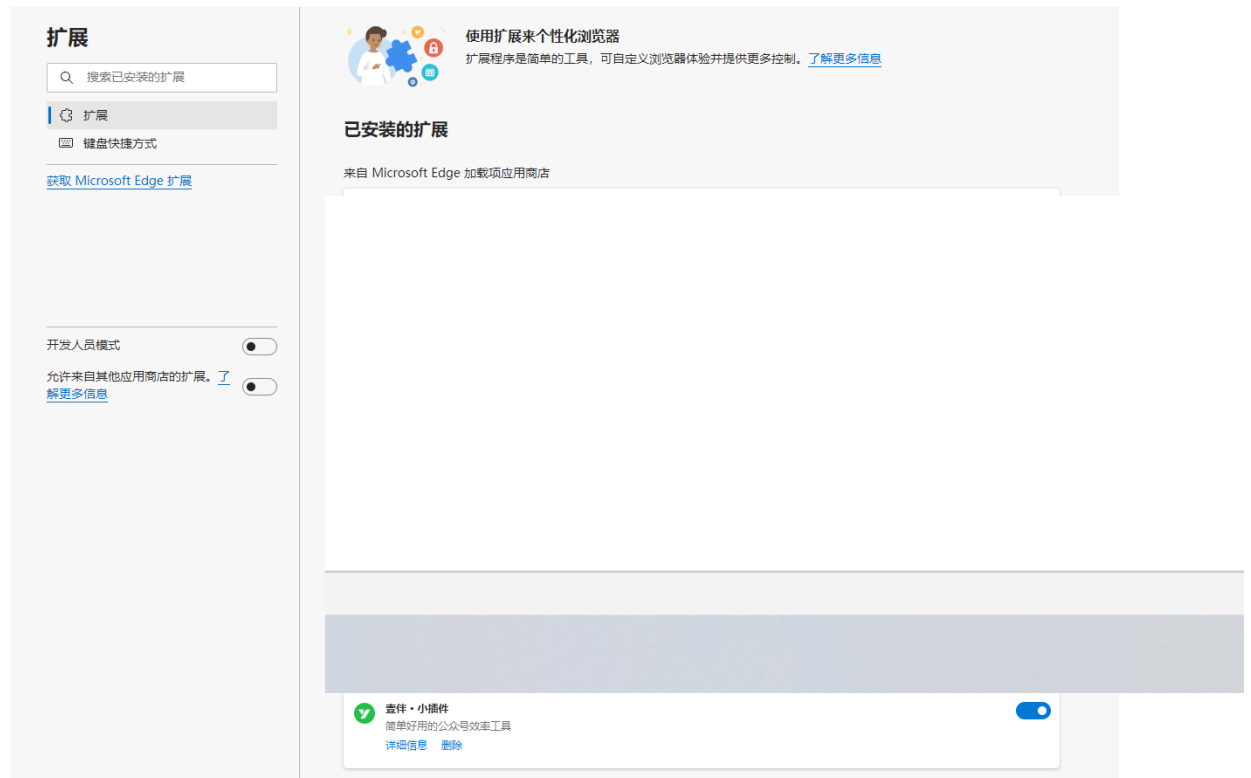 扩展
搜索已安装的扩展
扩展
键盘快捷方式
获取 Microsoft Edge 扩展
开发人员模式
允许来自其他应用商店的扩展。了
解更多信息
使用扩展来个性化浏览器
扩展程序是简单的工具，可自定义浏览器体验并提供更多控制。了解更多信息
已安装的扩展
来自 Microsoft Edge 加载项应用商店
壹伴・小插件
简单好用的公众号效率工具
详细信息 删除